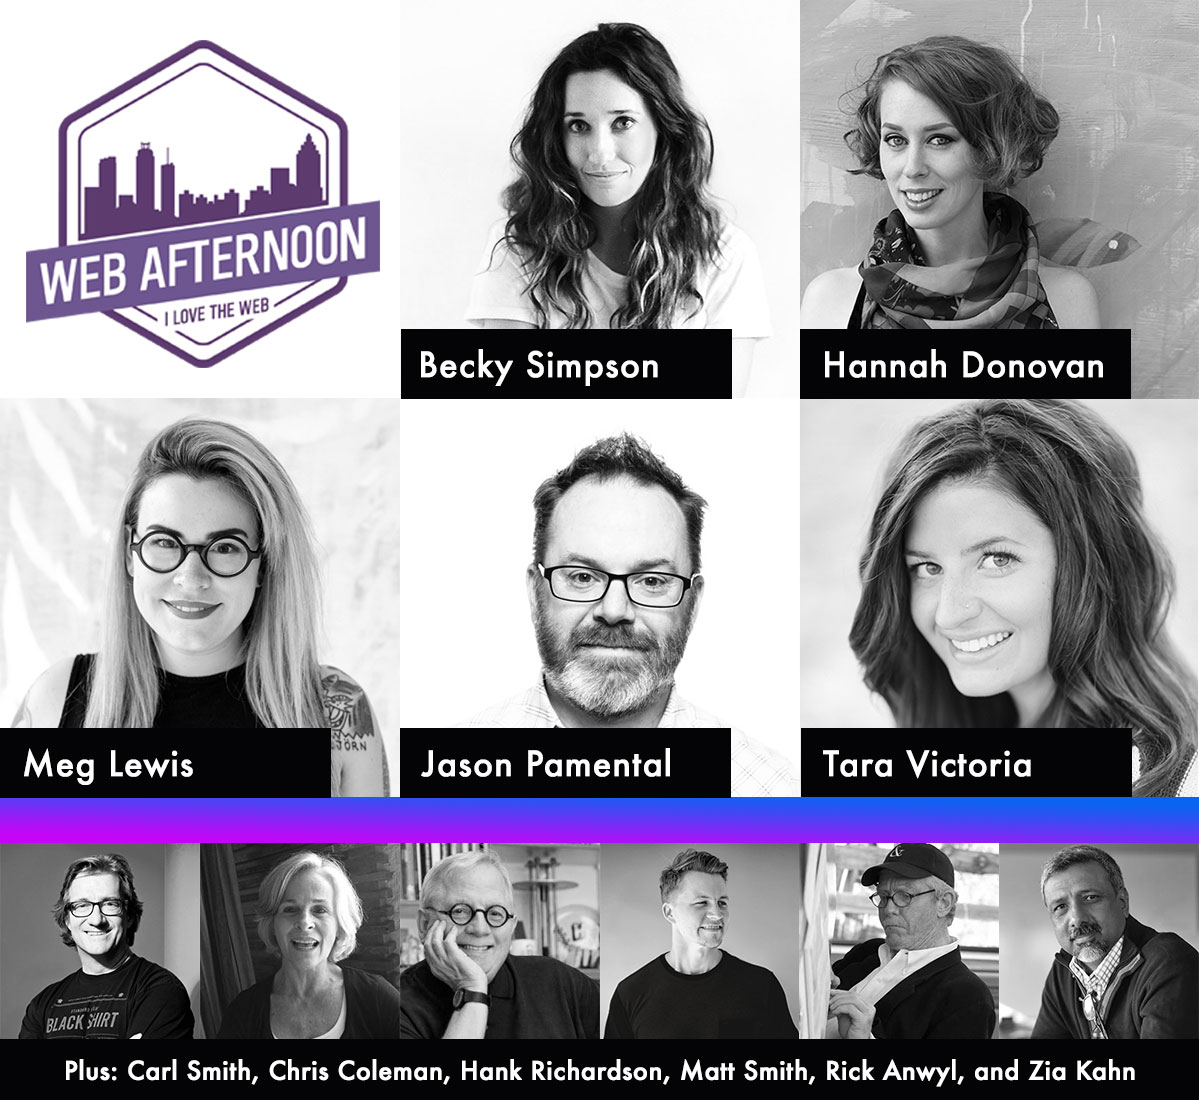 WEB AFTERNOON
I LOVE THE WEB
Becky Simpson
Hannah Donovan
Meg Lewis
Jason Pamental
Tara Victoria
BLACK SHIRT
Plus: Carl Smith, Chris Coleman, Hank Richardson, Matt Smith, Rick Anwyl, and Zia Kahn